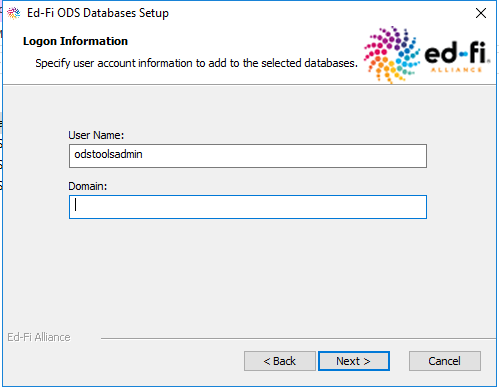 Ed-Fi ODS Databases Setup
Logon Information
Specify user account information to add to the selected databases.
ed-fi.
ALLIANCE
User Name:
odstoolsadmin
Domain:
Ed-Fi Alliance
< Back
Next >
Cancel